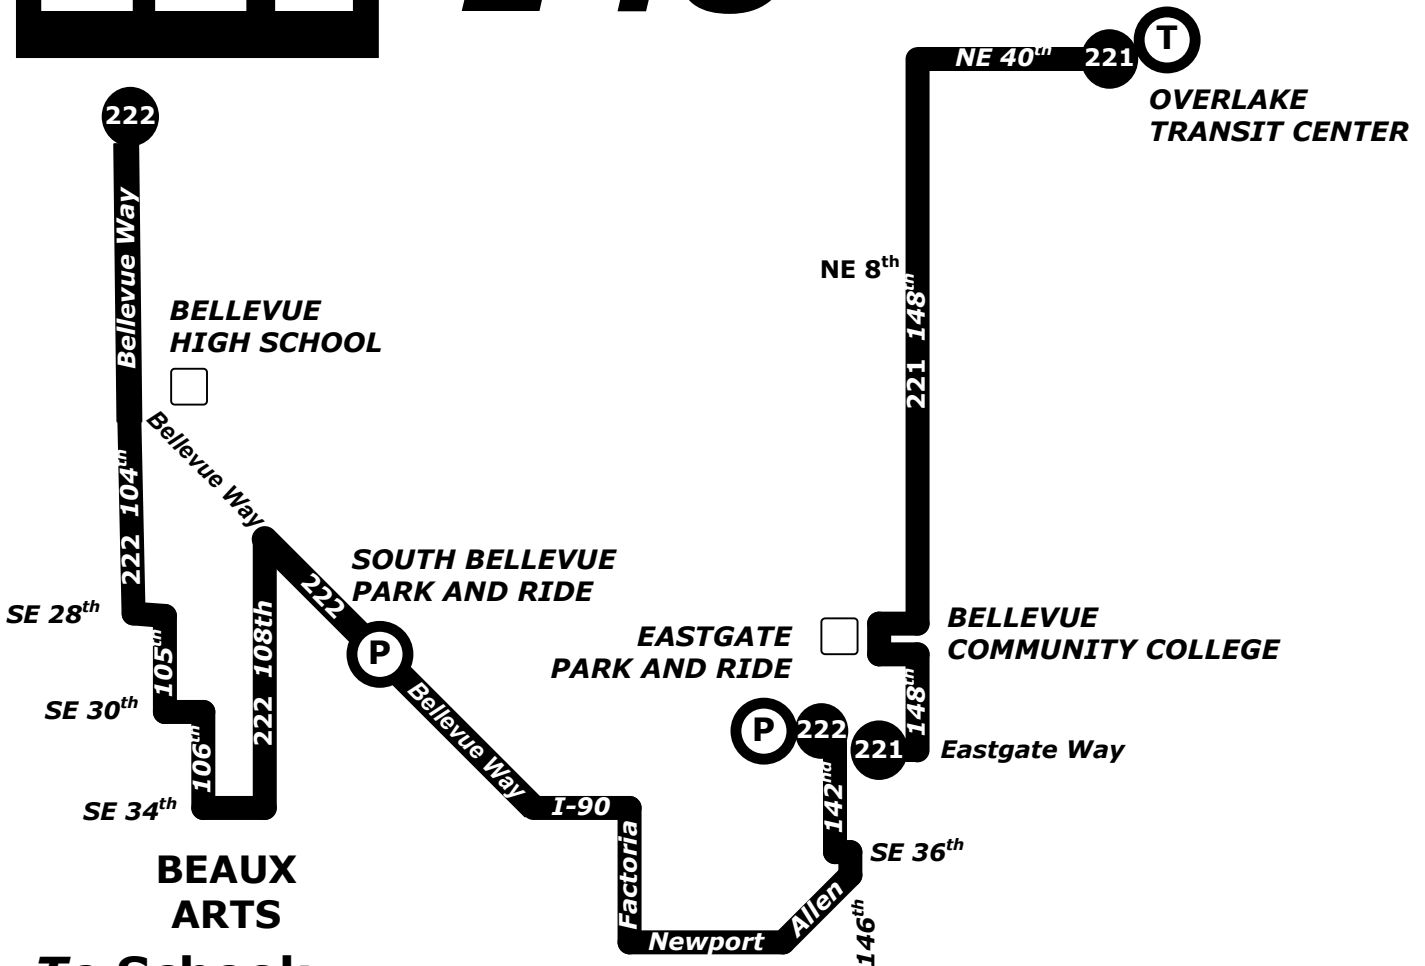 NE 40th
221
T
OVERLAKE
TRANSIT CENTER
222
Bellevue Way
NE 8th
221 148th
BELLEVUE
HIGH SCHOOL
Bellevue Way
222 104th
SOUTH BELLEVUE
PARK AND RIDE
222
P
SE 28th
105th
222 108th
EASTGATE
PARK AND RIDE
BELLEVUE
COMMUNITY COLLEGE
148th
SE 30th
106th
Bellevue Way
P
222
221
Eastgate Way
142nd
SE 34th
I-90
Factoria
SE 36th
BEAUX
ARTS
Allen
146th
Newport
To School: